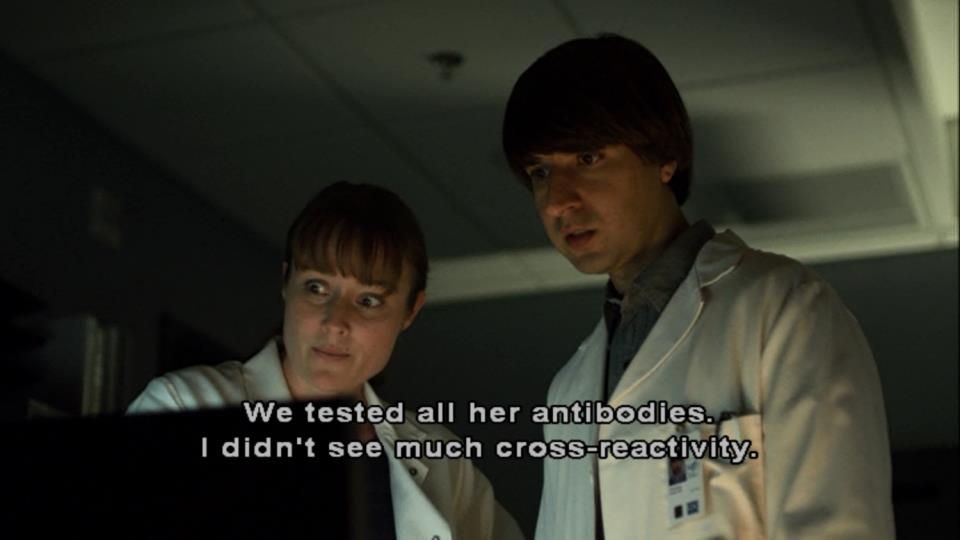 We tested all her antibodies.
I didn't see much cross-reactivity.